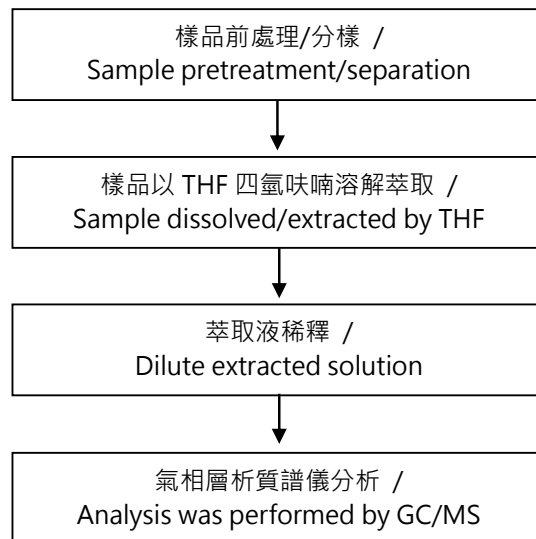 樣品前處理/分樣 /
Sample pretreatment/separation
樣品以 THF 四氫呋喃溶解萃取 /
Sample dissolved/extracted by THF
萃取液稀釋 /
Dilute extracted solution
氣相層析質譜儀分析 /
Analysis was performed by GC/MS